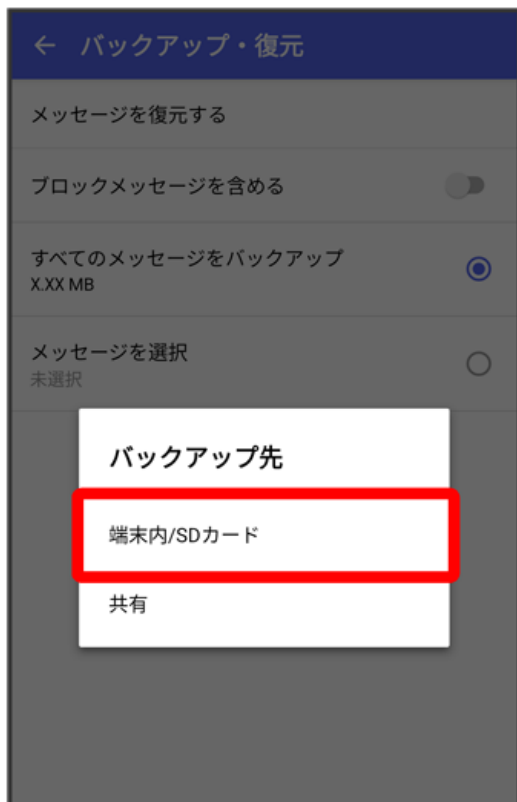 バックアップ・復元
メッセージを復元する
ブロックメッセージを含める
すべてのメッセージをバックアップ
X.XX MB
メッセージを選択
未選択
バックアップ先
端末内/SDカード
共有